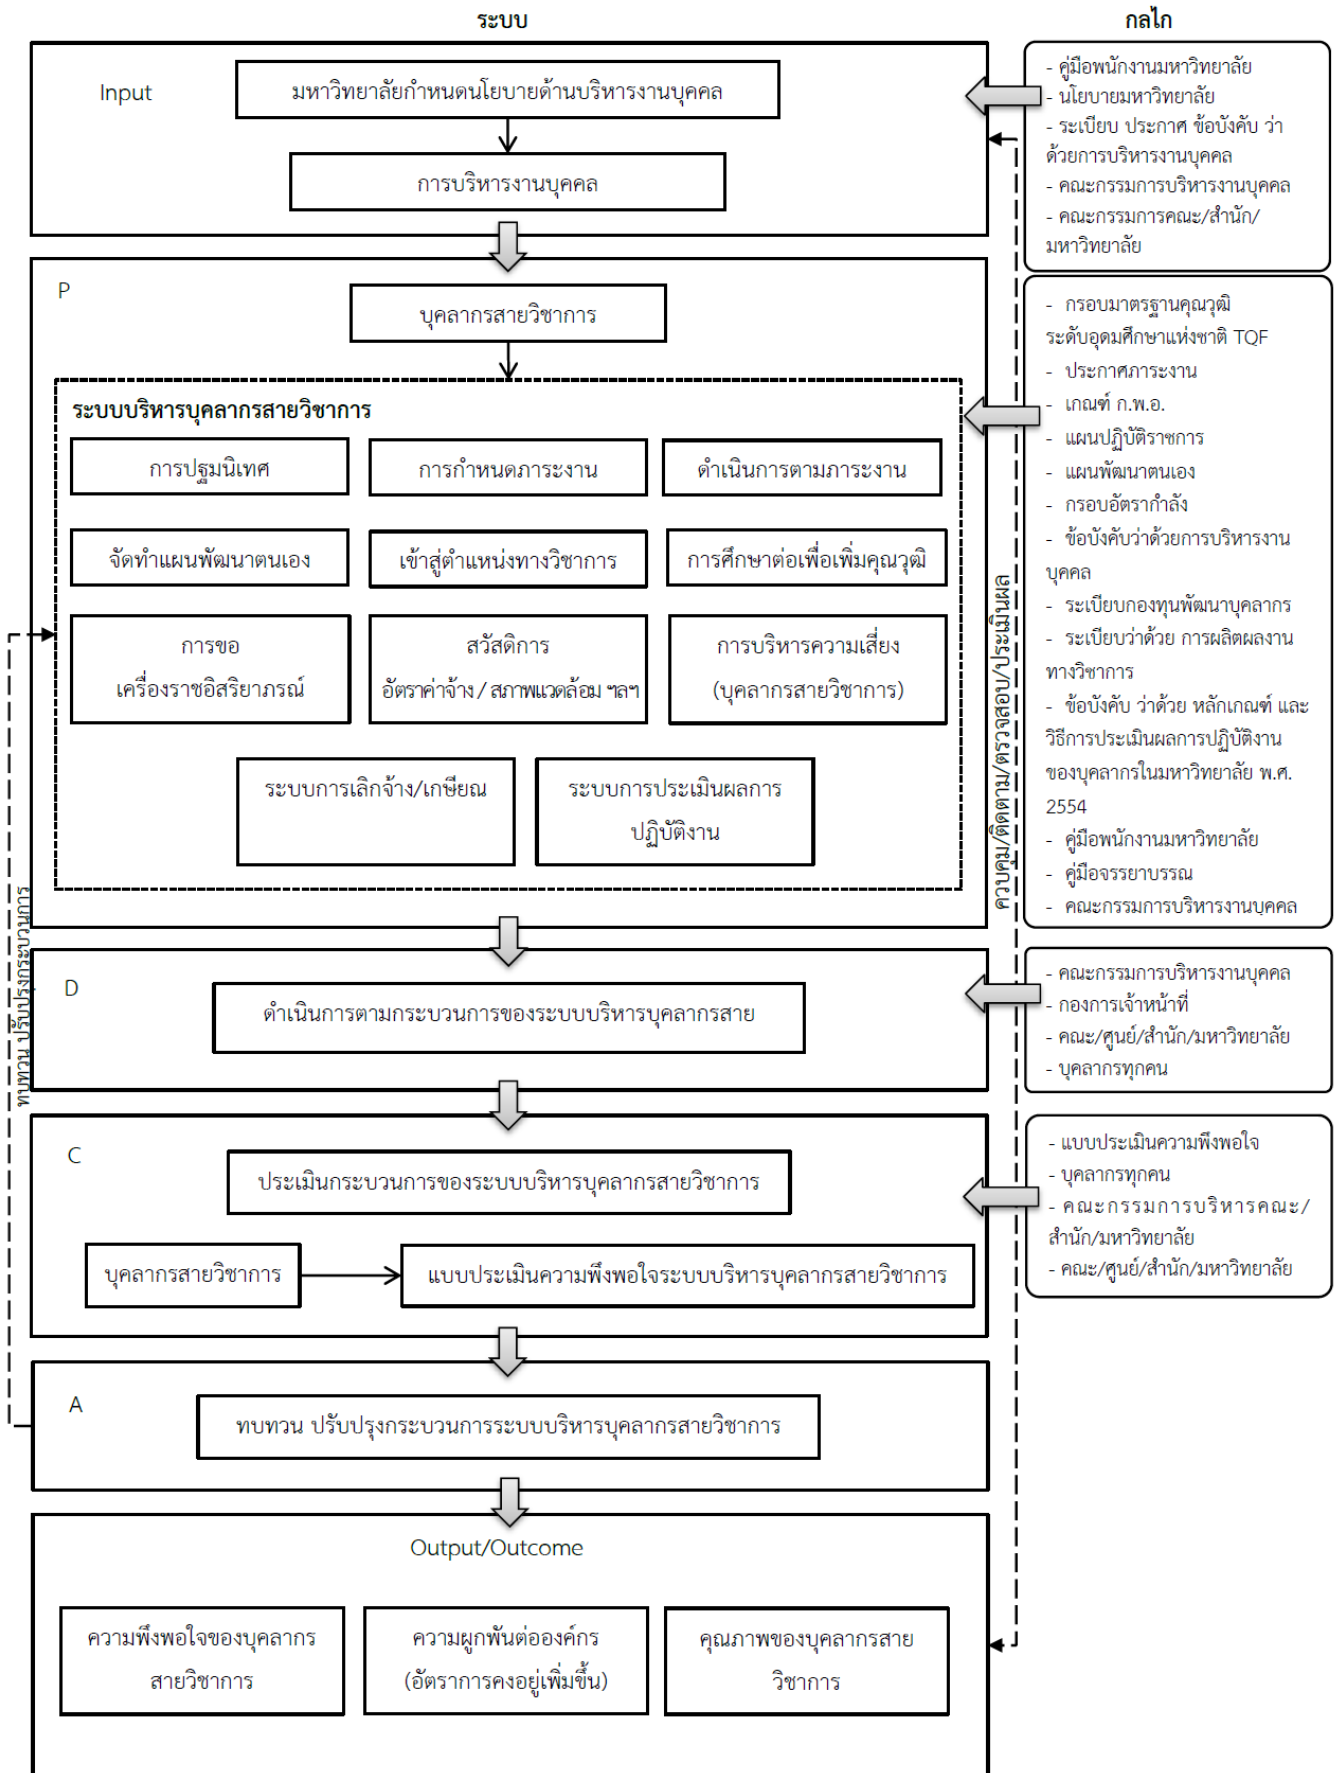 ระบบ
กลไก
Input
มหาวิทยาลัยกำหนดนโยบายด้านบริหารงานบุคคล
การบริหารงานบุคคล
- คู่มือพนักงานมหาวิทยาลัย
- นโยบายมหาวิทยาลัย
- ระเบียบ ประกาศ ข้อบังคับ ว่า
ด้วยการบริหารงานบุคคล
- คณะกรรมการบริหารงานบุคคล
- คณะกรรมการคณะ/สำนัก/
มหาวิทยาลัย
P
บุคลากรสายวิชาการ
ระบบบริหารบุคลากรสายวิชาการ
การปฐมนิเทศ
การกำหนดภาระงาน
ดำเนินการตามภาระงาน
จัดทำแผนพัฒนาตนเอง
เข้าสู่ตำแหน่งทางวิชาการ
การศึกษาต่อเพื่อเพิ่มคุณวุฒิ
การขอ
เครื่องราชอิสริยาภรณ์
สวัสดิการ
อัตราค่าจ้าง / สภาพแวดล้อม ฯลฯ
การบริหารความเสี่ยง
(บุคลากรสายวิชาการ)
ระบบการเลิกจ้าง/เกษียณ
ระบบการประเมินผลการ
ปฏิบัติงาน
- กรอบมาตรฐานคุณวุฒิ
ระดับอุดมศึกษาแห่งชาติ TQF
- ประกาศภาระงาน
- เกณฑ์ ก.พ.อ.
- แผนปฏิบัติราชการ
- แผนพัฒนาตนเอง
- กรอบอัตรากำลัง
- ข้อบังคับว่าด้วยการบริหารงาน
บุคคล
- ระเบียบกองทุนพัฒนาบุคลากร
- ระเบียบว่าด้วย การผลิตผลงาน
ทางวิชาการ
- ข้อบังคับ ว่าด้วย หลักเกณฑ์ และ
วิธีการประเมินผลการปฏิบัติงาน
ของบุคลากรในมหาวิทยาลัย พ.ศ.
2554
- คู่มือพนักงานมหาวิทยาลัย
- คู่มือจรรยาบรรณ
- คณะกรรมการบริหารงานบุคคล
ควบคุม/ติดตาม/ตรวจสอบ/ประเมินผล
ทบทวน ปรับปรุงกระบวนการ
D
ดำเนินการตามกระบวนการของระบบบริหารบุคลากรสาย
- คณะกรรมการบริหารงานบุคคล
- กองการเจ้าหน้าที่
- คณะ/ศูนย์/สำนัก/มหาวิทยาลัย
- บุคลากรทุกคน
C
ประเมินกระบวนการของระบบบริหารบุคลากรสายวิชาการ
บุคลากรสายวิชาการ
แบบประเมินความพึงพอใจระบบบริหารบุคลากรสายวิชาการ
- แบบประเมินความพึงพอใจ
- บุคลากรทุกคน
- คณะกรรมการบริหารคณะ/
สำนัก/มหาวิทยาลัย
- คณะ/ศูนย์/สำนัก/มหาวิทยาลัย
A
ทบทวน ปรับปรุงกระบวนการระบบบริหารบุคลากรสายวิชาการ
Output/Outcome
ความพึงพอใจของบุคลากร
สายวิชาการ
ความผูกพันต่อองค์กร
(อัตราการคงอยู่เพิ่มขึ้น)
คุณภาพของบุคลากรสาย
วิชาการ